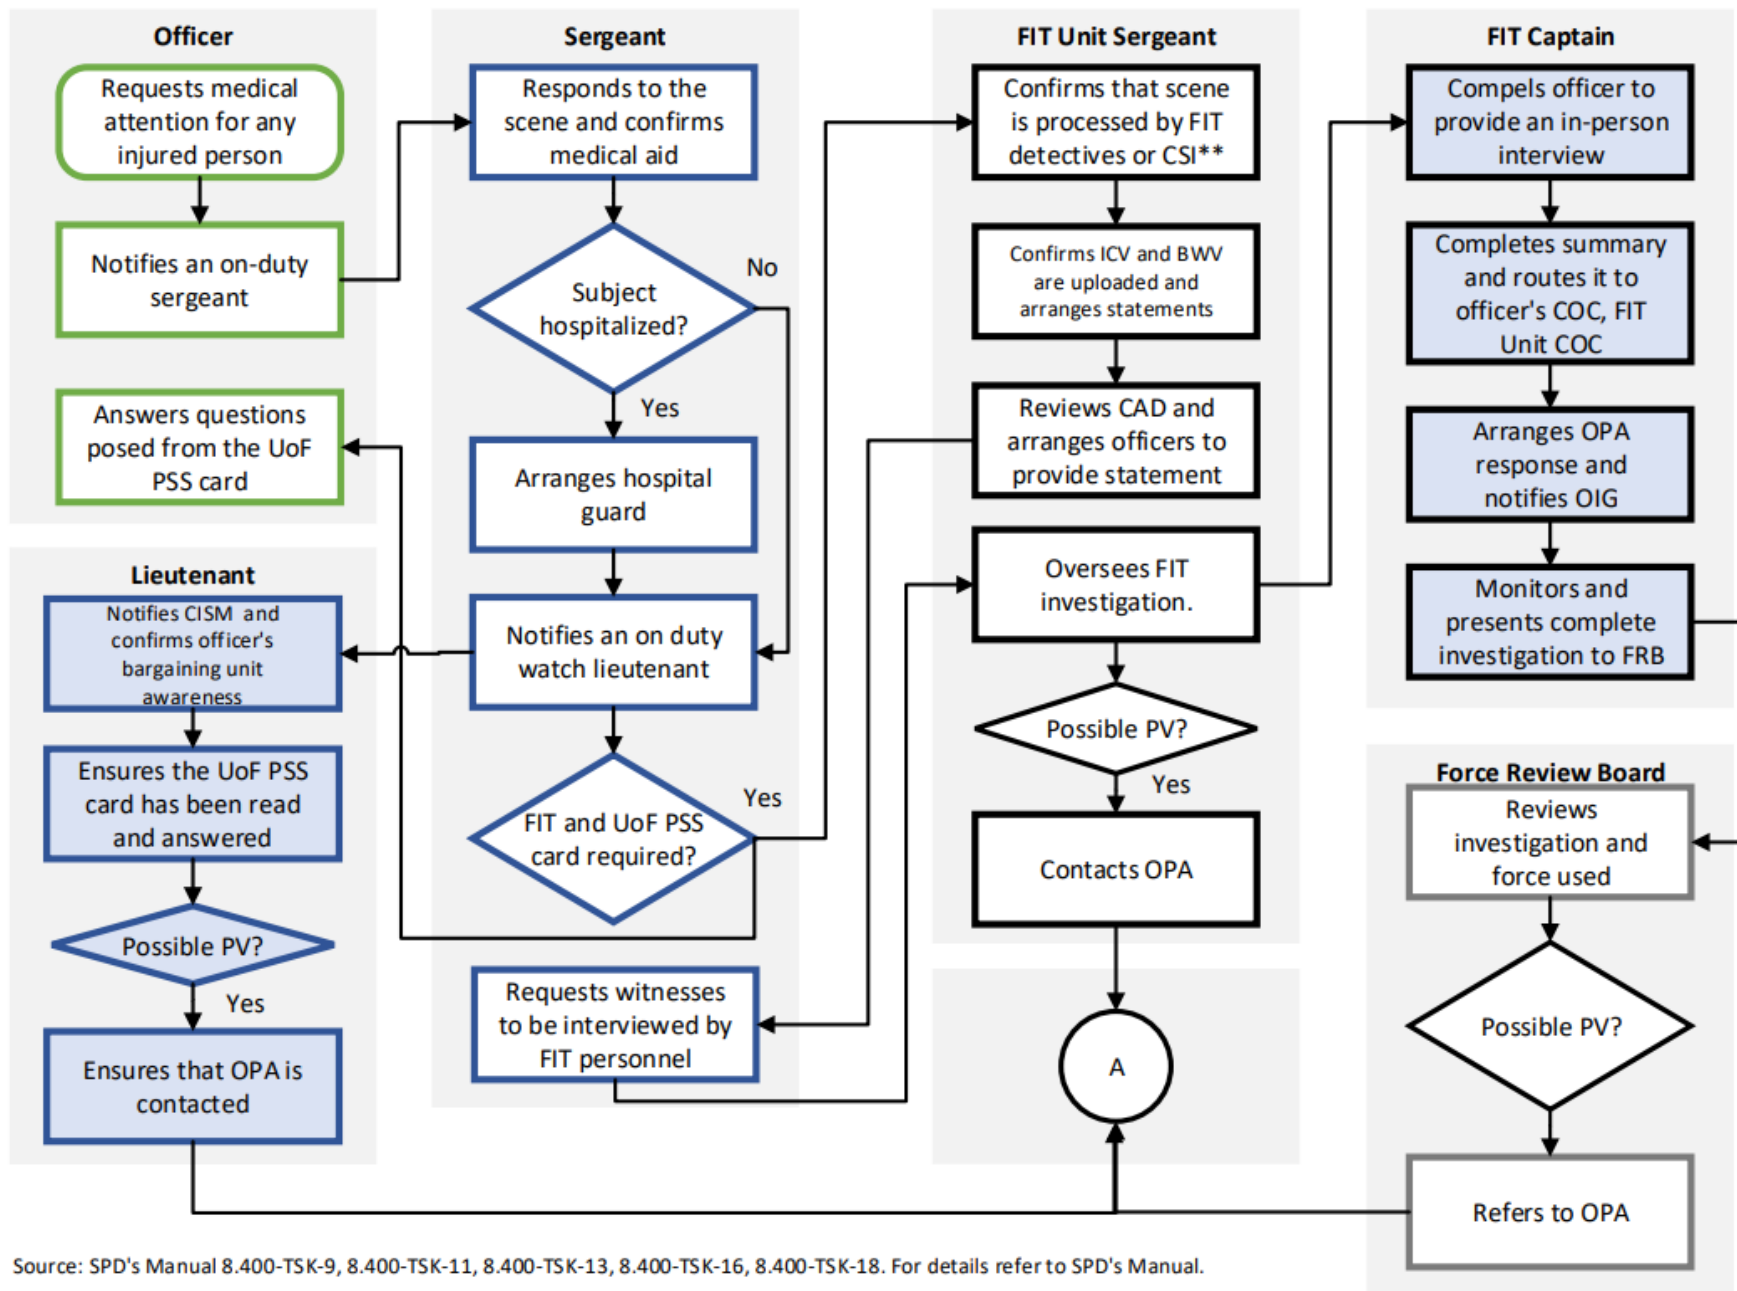 Officer
Requests medical
attention for any
injured person
Notifies an on-duty
sergeant
Answers questions
posed from the UoF
PSS card
Lieutenant
Notifies CISM and
confirms officer's
bargaining unit
awareness
Ensures the UoF PSS
card has been read
and answered
Possible PV?
Yes
Ensures that OPA is
contacted
Sergeant
Responds to the
scene and confirms
medical aid
No
Subject
hospitalized?
Yes
Arranges hospital
guard
Notifies an on duty
watch lieutenant
Yes
FIT and UoF PSS
card required?
Requests witnesses
to be interviewed by
FIT personnel
FIT Unit Sergeant
Confirms that scene
is processed by FIT
detectives or CSI**
Confirms ICV and BWV
are uploaded and
arranges statements
Reviews CAD and
arranges officers to
provide statement
Oversees FIT
investigation.
Possible PV?
Yes
Contacts OPA
A
FIT Captain
Compels officer to
provide an in-person
interview
Completes summary
and routes it to
officer's COC, FIT
Unit COC
Arranges OPA
response and
notifies OIG
Monitors and
presents complete
investigation to FRB
Force Review Board
Reviews
investigation and
force used
Possible PV?
Refers to OPA
Source: SPD's Manual 8.400-TSK-9, 8.400-TSK-11, 8.400-TSK-13, 8.400-TSK-16, 8.400-TSK-18. For details refer to SPD's Manual.